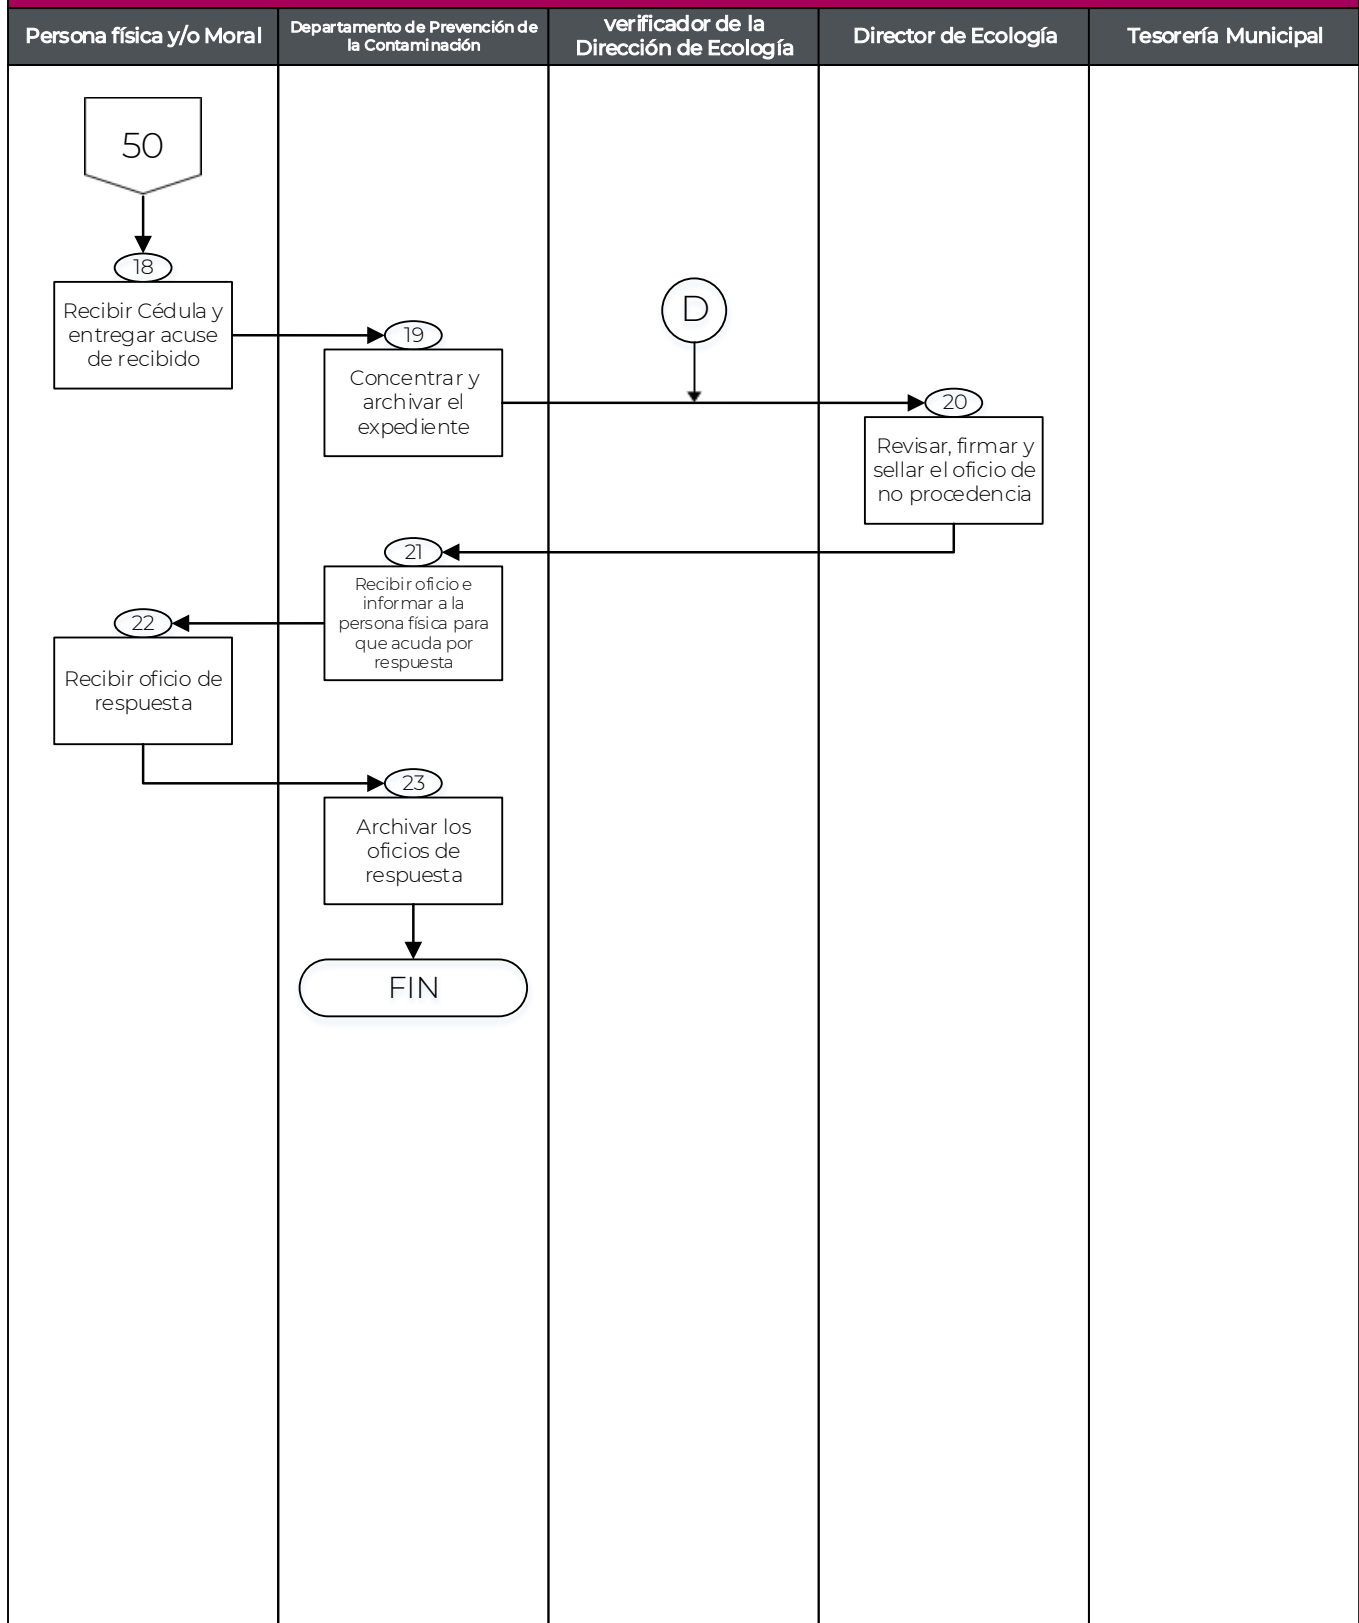 Persona física y/o Moral
Departamento de Prevención de
la Contaminación
verificador de la
Dirección de Ecología
Director de Ecología
Tesorería Municipal
50
18
Recibir Cédula y
entregar acuse
de recibido
19
Concentrar y
archivar el
expediente
D
20
Revisar, firmar y
sellar el oficio de
no procedencia
21
Recibir oficio e
informar a la
persona física para
que acuda por
respuesta
22
Recibir oficio de
respuesta
23
Archivar los
oficios de
respuesta
FIN